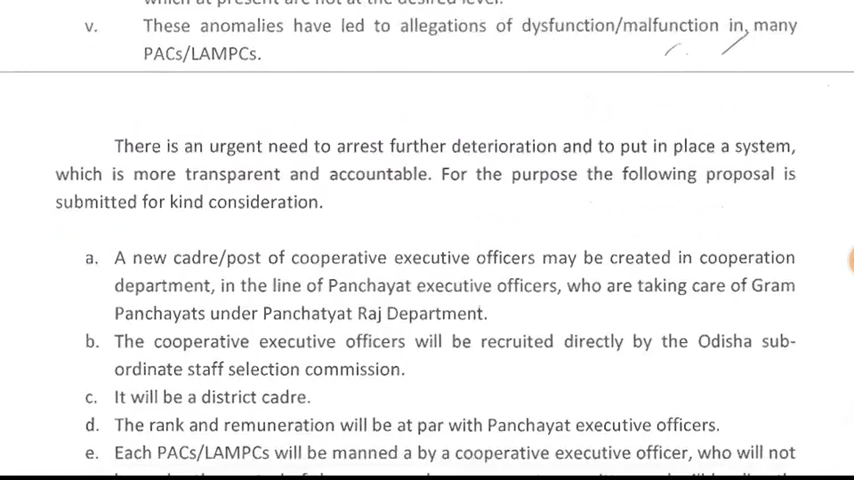 v. These anomalies have led to allegations of dysfunction/malfunction in, many
PACs/LAMPCs.
There is an urgent need to arrest further deterioration and to put in place a system,
which is more transparent and accountable. For the purpose the following proposal is
submitted for kind consideration.
a. A new cadre/post of cooperative executive officers may be created in cooperation
department, in the line of Panchayat executive officers, who are taking care of Gram
Panchayats under Panchatyat Raj Department.
b. The cooperative executive officers will be recruited directly by the Odisha sub-
ordinate staff selection commission.
c. It will be a district cadre.
d. The rank and remuneration will be at par with Panchayat executive officers.
e. Each PACs/LAMPCs will be manned a by a cooperative executive officer, who will not